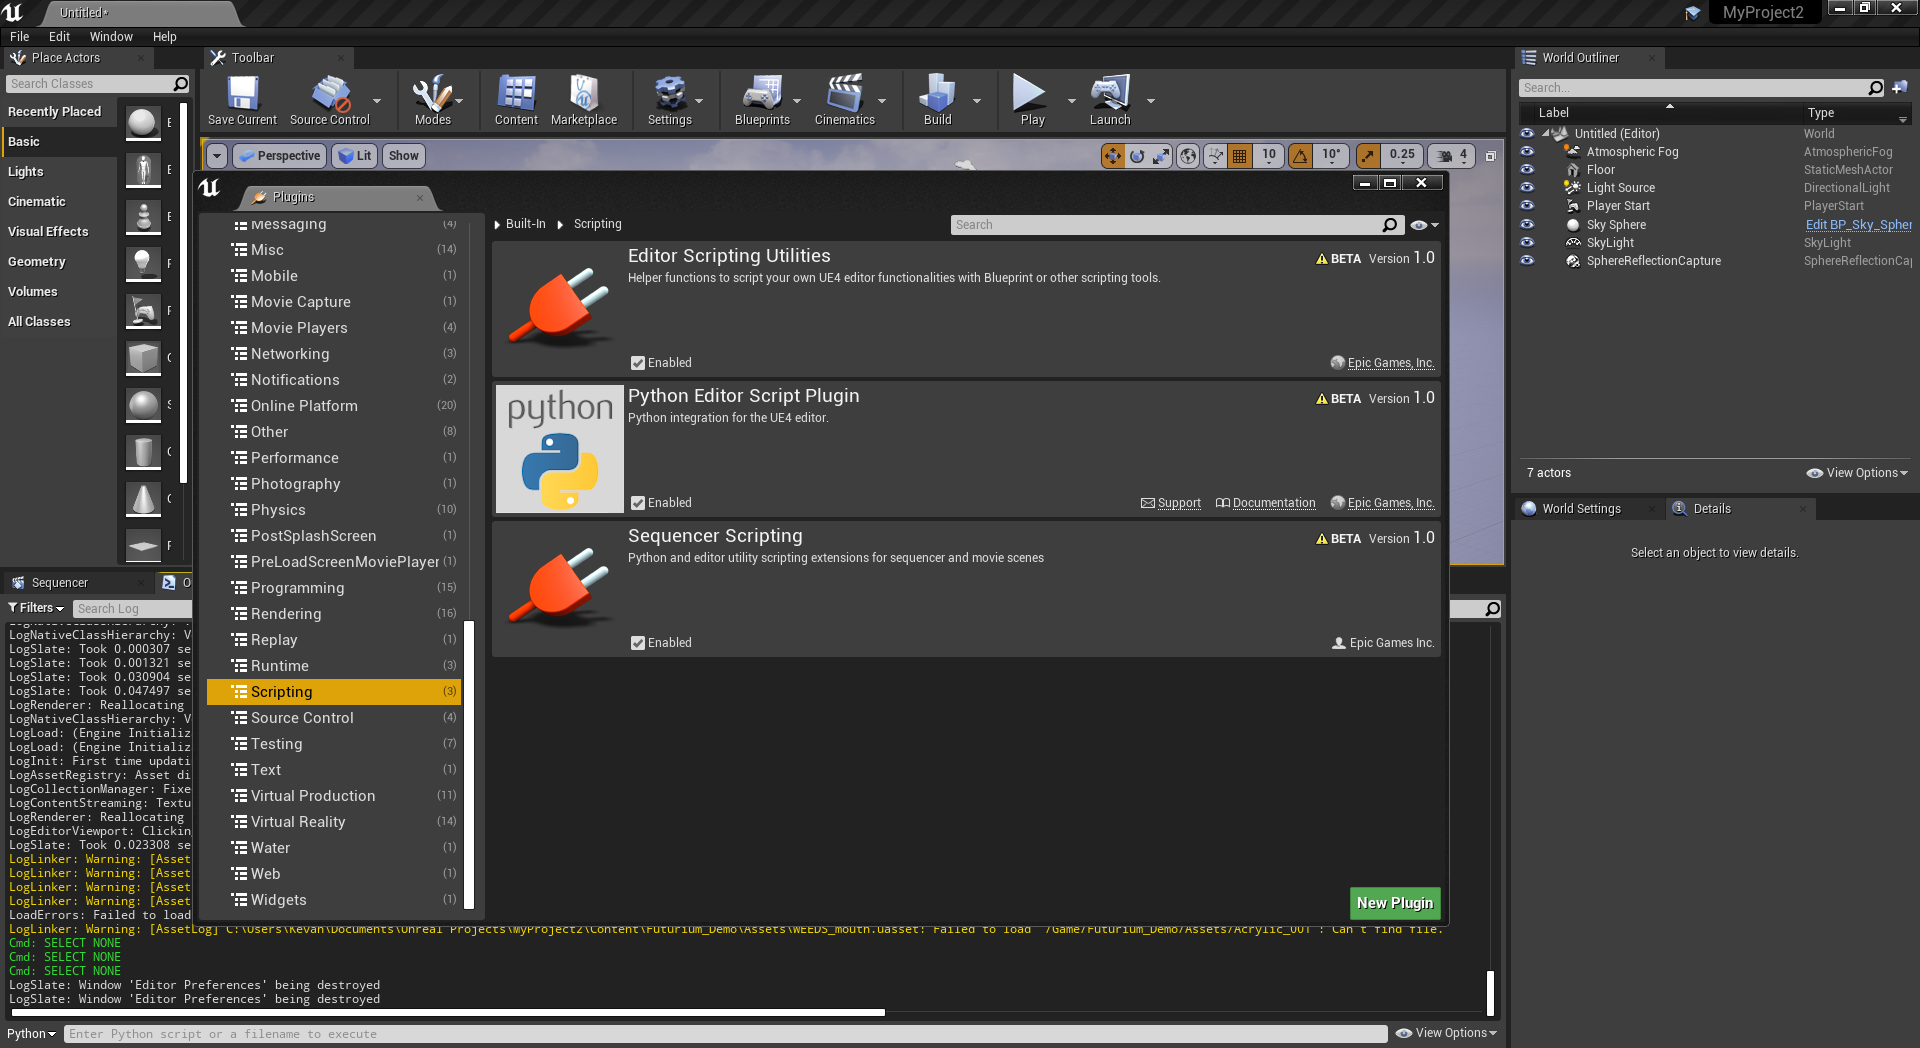 Untitled*
MyProject2
File Edit Window Help
Place Actors
Toolbar
World Outliner
Search Classes
Recently Placed
Basic
Lights
Cinematic
Visual Effects
Geometry
Volumes
All Classes
Save Current
Source Control
Modes
Content
Marketplace
Settings
Blueprints
Cinematics
Build
Play
Launch
Perspective
Lit
Show
10
10°
0.25
4
Search...
Label Type
Untitled (Editor) World
Atmospheric Fog AtmosphericFog
Floor StaticMeshActor
Light Source DirectionalLight
Player Start PlayerStart
Sky Sphere Edit BP_Sky_Spher
SkyLight SkyLight
SphereReflectionCapture SphereReflectionCa
7 actors
View Options
World Settings
Details
Select an object to view details.
Plugins
Messaging (4)
Misc (14)
Mobile (1)
Movie Capture (1)
Movie Players (4)
Networking (3)
Notifications (2)
Online Platform (20)
Other (8)
Performance (1)
Photography (1)
Physics (10)
PostSplashScreen (1)
PreLoadScreenMoviePlayer (1)
Programming (15)
Rendering (16)
Replay (1)
Runtime (3)
Scripting (3)
Source Control (4)
Testing (7)
Text (1)
Virtual Production (11)
Virtual Reality (14)
Water (1)
Web (1)
Widgets (1)
Built-In Scripting
Search
Editor Scripting Utilities
BETA Version 1.0
Helper functions to script your own UE4 editor functionalities with Blueprint or other scripting tools.
Enabled
Epic Games, Inc.
python
Python Editor Script Plugin
BETA Version 1.0
Python integration for the UE4 editor.
Enabled
Support
Documentation
Epic Games, Inc.
Sequencer Scripting
BETA Version 1.0
Python and editor utility scripting extensions for sequencer and movie scenes
Enabled
Epic Games Inc.
New Plugin
Sequencer
O
Filters
Search Log
LogNativeClassHierarchy: V
LogSlate: Took 0.000307 se
LogSlate: Took 0.001321 se
LogSlate: Took 0.030904 se
LogSlate: Took 0.047497 se
LogRenderer: Reallocating
LogNativeClassHierarchy: V
LogLoad: (Engine Initializ
LogLoad: (Engine Initializ
LogInit: First time updati
LogAssetRegistry: Asset di
LogCollectionManager: Fixe
LogContentStreaming: Textu
LogRenderer: Reallocating
LogEditorViewport: Clickin
LogSlate: Took 0.023308 se
LogLinker: Warning: [Asset
LogLinker: Warning: [Asset
LogLinker: Warning: [Asset
LogLinker: Warning: [Asset
LoadErrors: Failed to load
LogLinker: Warning: [AssetLog] C:\Users\Kevan\Documents\Unreal Projects\MyProject2\Content\Futurium_Demo\Assets\WEEDS_mouth.uasset: Failed to load '/Game/Futurium_Demo/Assets/Acrylic_OUT': Can't find file.
Cmd: SELECT NONE
Cmd: SELECT NONE
Cmd: SELECT NONE
LogSlate: Window 'Editor Preferences' being destroyed
LogSlate: Window 'Editor Preferences' being destroyed
Python
Enter Python script or a filename to execute
View Options